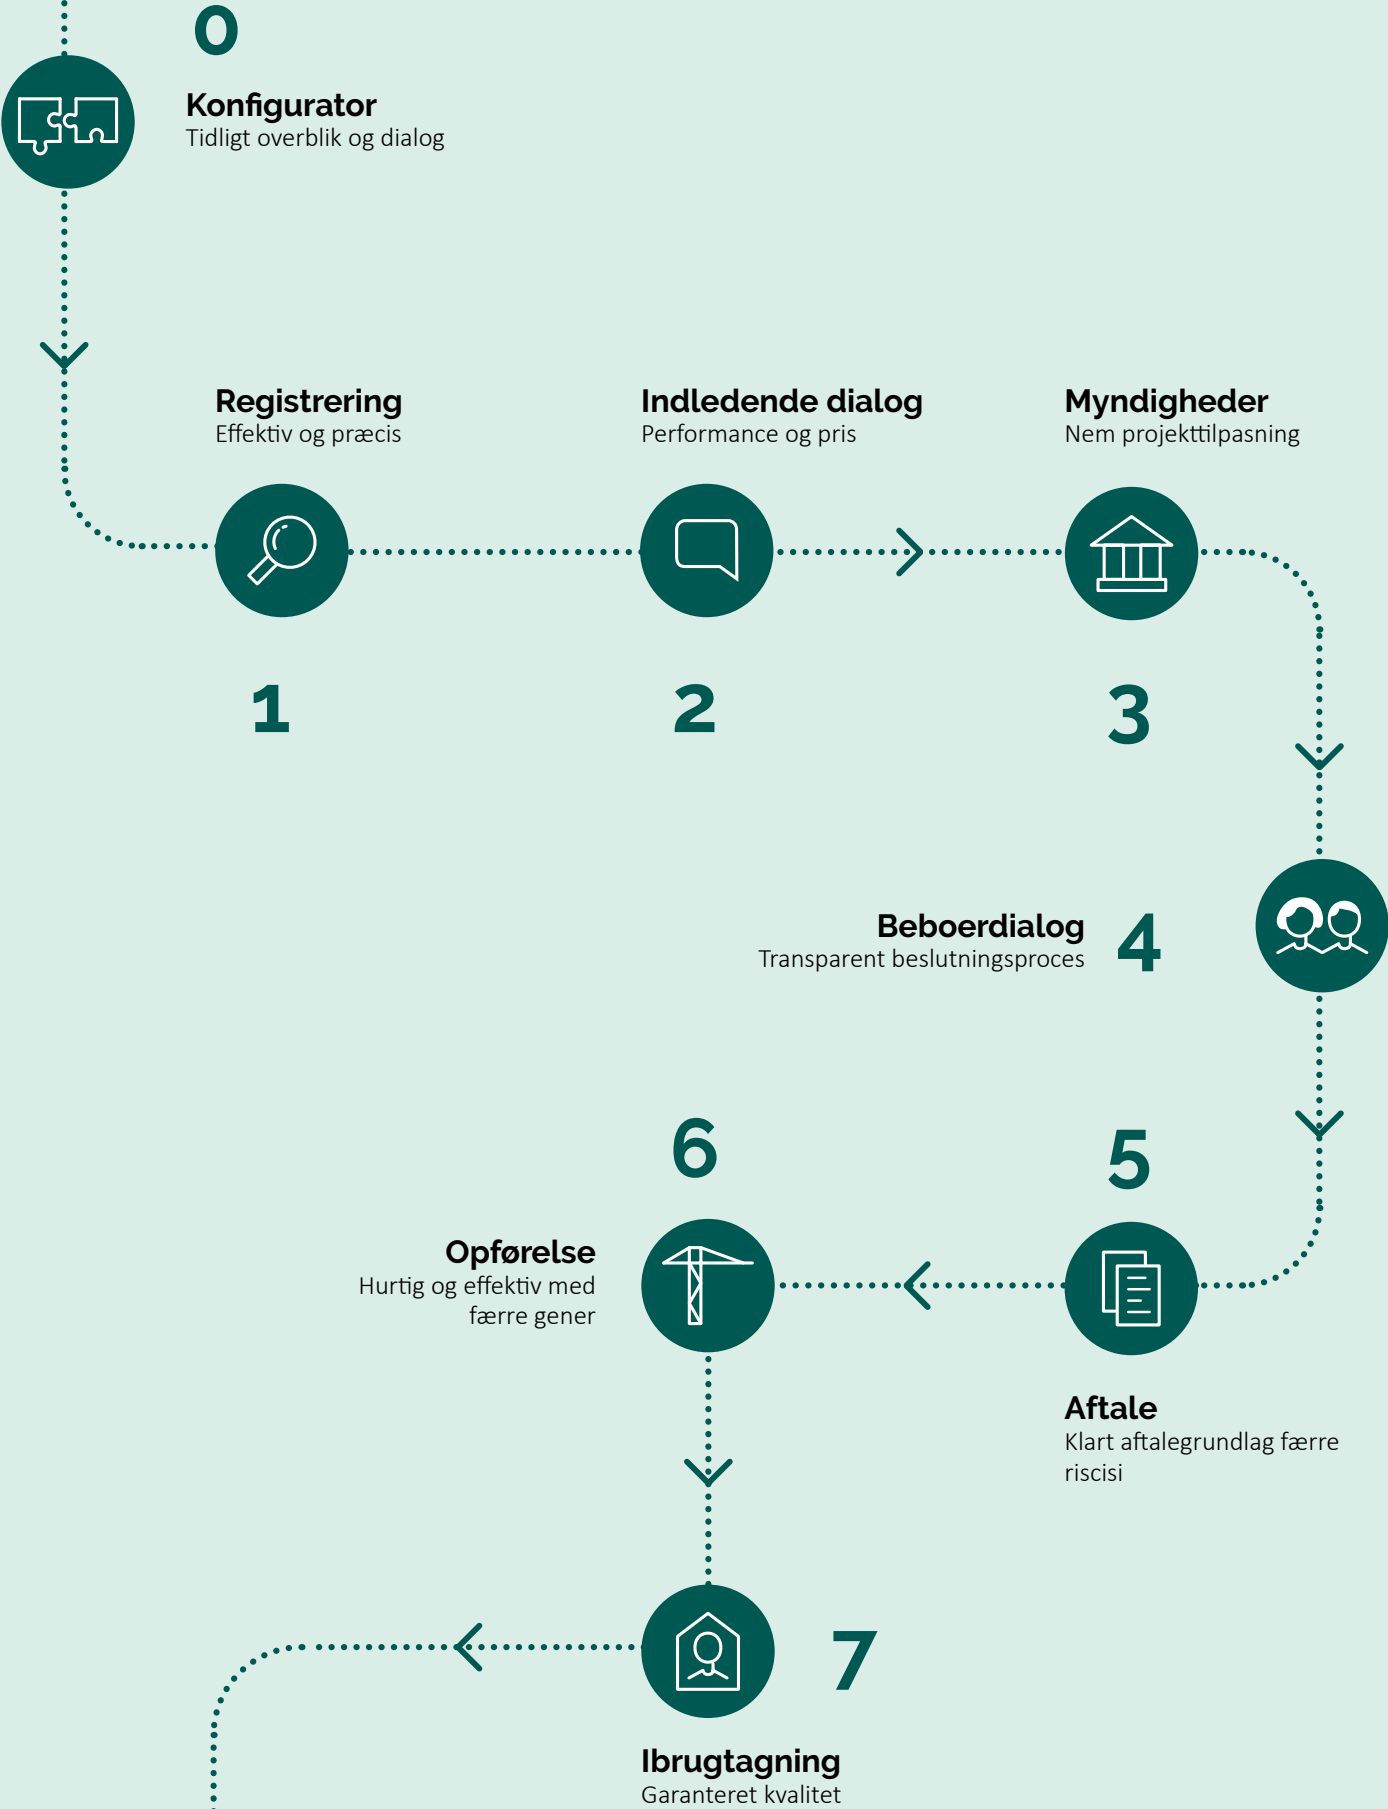 0
Konfigurator
Tidligt overblik og dialog
Registrering
Effektiv og præcis
1
Indledende dialog
Performance og pris
2
Myndigheder
Nem projekttilpasning
3
Beboerdialog
Transparent beslutningsproces
4
5
Aftale
Klart aftalegrundlag færre
riscisi
6
Opførelse
Hurtig og effektiv med
færre gener
7
Ibrugtagning
Garanteret kvalitet